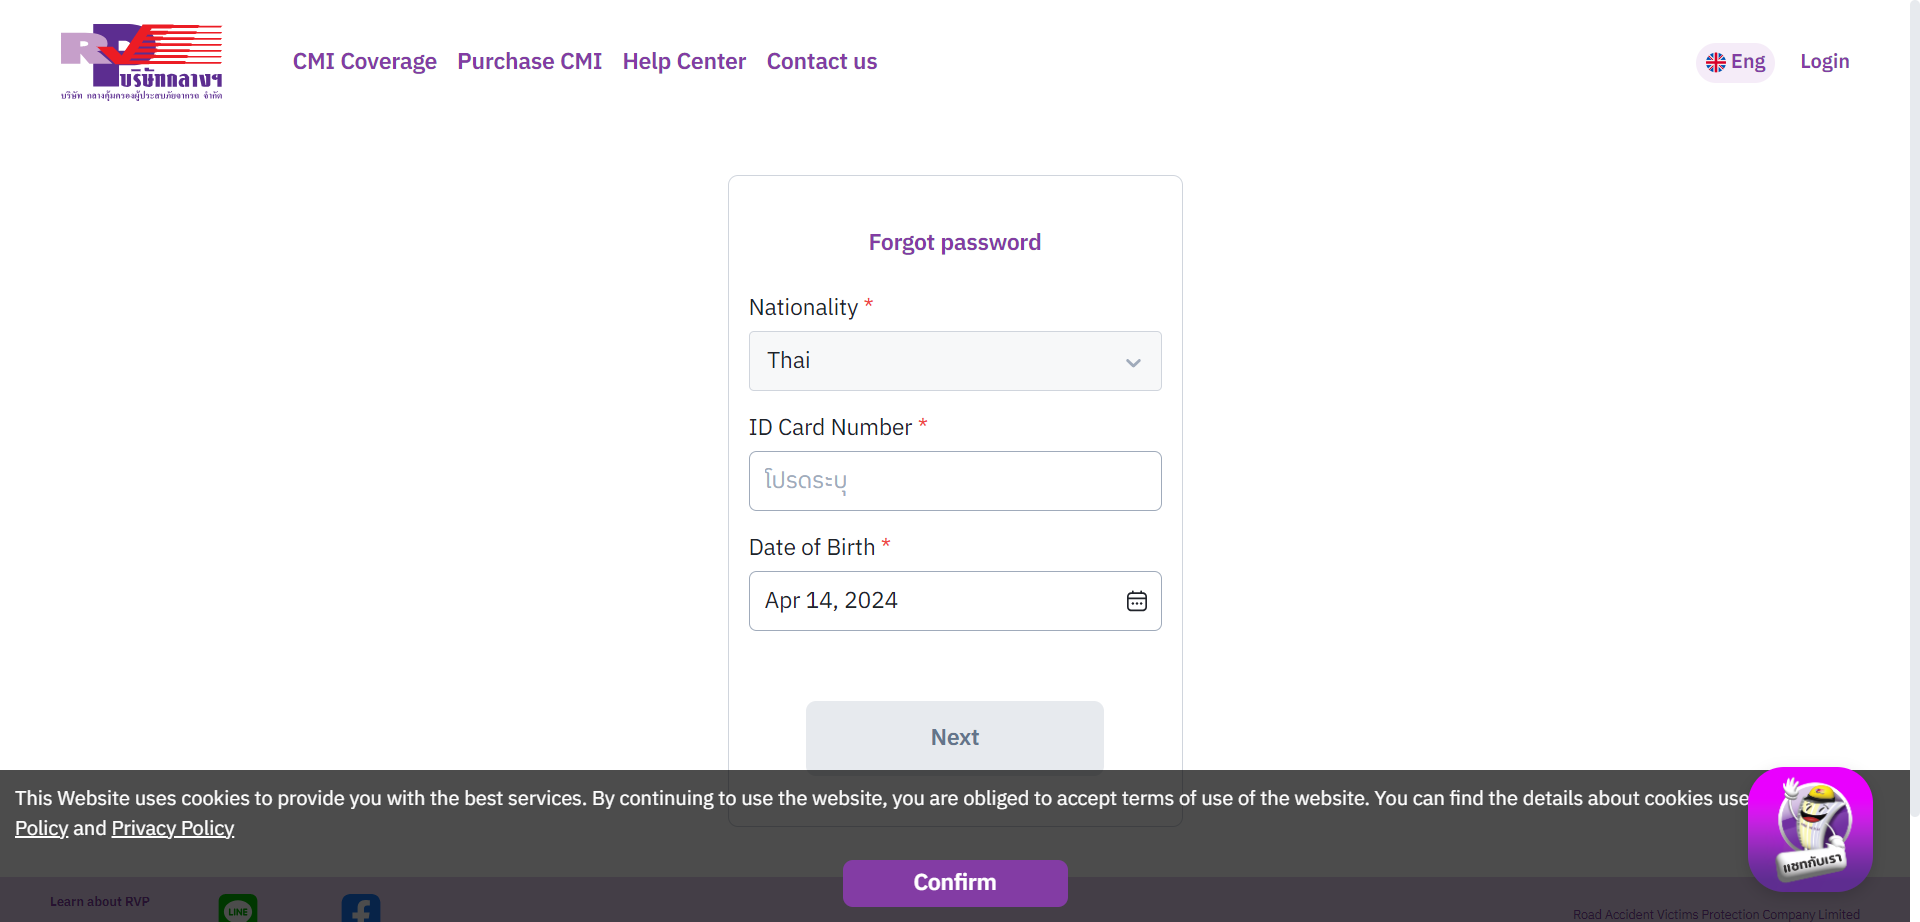 RVP
บริษัทกลางฯ
บริษัท กลางคุ้มครองผู้ประสบภัยจากรถ จำกัด
CMI Coverage
Purchase CMI
Help Center
Contact us
Eng
Login
Forgot password
Nationality *
Thai
ID Card Number *
โปรดระบุ
Date of Birth *
Apr 14, 2024
Next
This Website uses cookies to provide you with the best services. By continuing to use the website, you are obliged to accept terms of use of the website. You can find the details about cookies use
Policy and Privacy Policy
แชทกับเรา
Confirm
Learn about RVP
LINE
Road Accident Victims Protection Company Limited